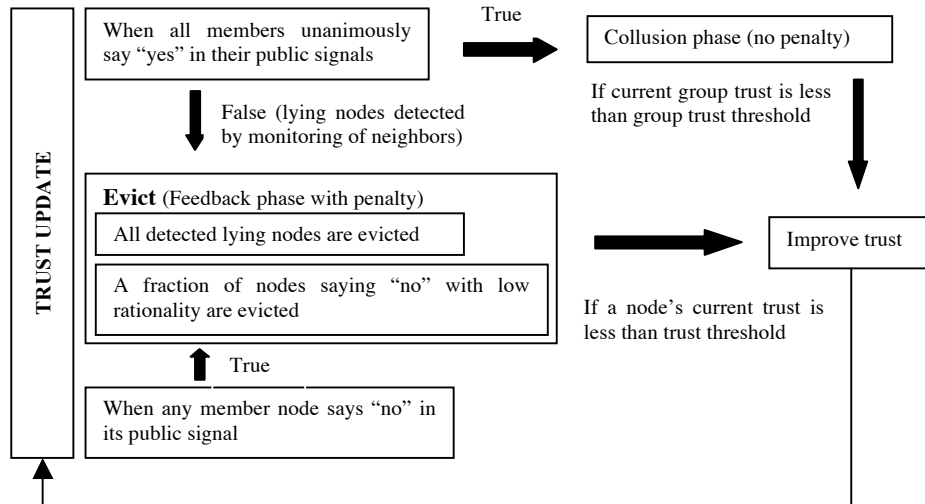 TRUST UPDATE
When all members unanimously
say “yes” in their public signals
True
Collusion phase (no penalty)
False (lying nodes detected
by monitoring of neighbors)
If current group trust is less
than group trust threshold
Evict (Feedback phase with penalty)
All detected lying nodes are evicted
A fraction of nodes saying “no” with low
rationality are evicted
Improve trust
If a node’s current trust is
less than trust threshold
True
When any member node says “no” in
its public signal